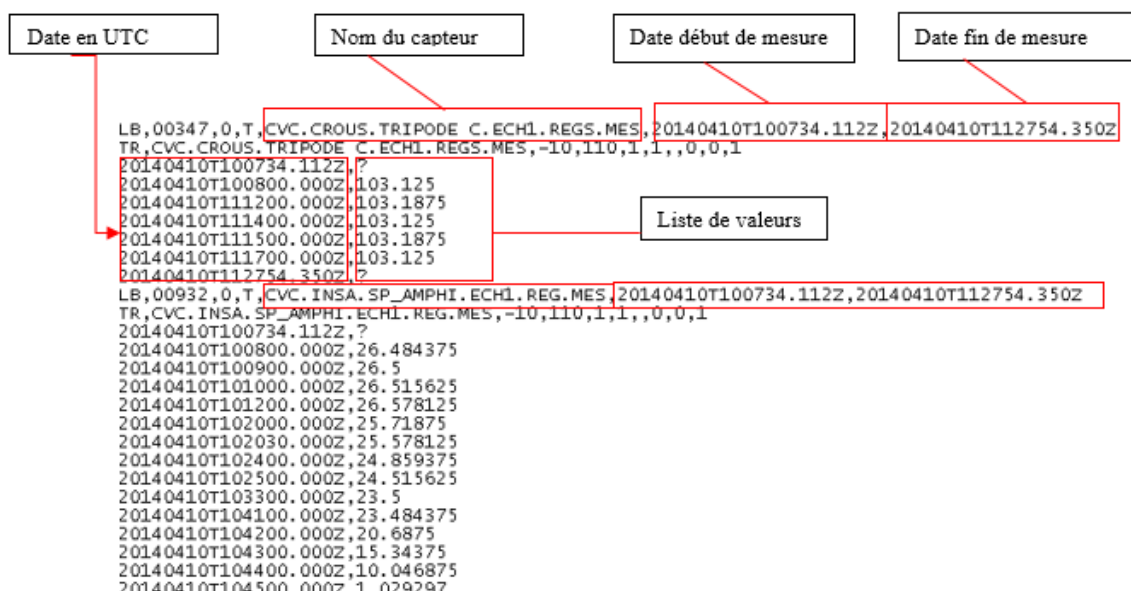 Date en UTC
Nom du capteur
Date début de mesure
Date fin de mesure
LB,00347,0,T,CVC.CROUS.TRIPODE C.ECH1.REGS.MES,20140410T100734.112Z,20140410T112754.350Z
TR,CVC.CROUS.TRIPODE C.ECH1.REGS.MES,-10,110,1,1,,0,0,1
20140410T100734.112Z,?
20140410T100800.000Z,103.125
20140410T111200.000Z,103.1875
20140410T111400.000Z,103.125
20140410T111500.000Z,103.1875
20140410T111700.000Z,103.125
20140410T112754.350Z,?
Liste de valeurs
LB,00932,0,T,CVC.INSA.SP_AMPHI.ECH1.REG.MES,20140410T100734.112Z,20140410T112754.350Z
TR,CVC.INSA.SP_AMPHI.ECH1.REG.MES,-10,110,1,1,,0,0,1
20140410T100734.112Z,?
20140410T100800.000Z,26.484375
20140410T100900.000Z,26.5
20140410T101000.000Z,26.515625
20140410T101200.000Z,26.578125
20140410T102000.000Z,25.71875
20140410T102030.000Z,25.578125
20140410T102400.000Z,24.859375
20140410T102500.000Z,24.515625
20140410T103300.000Z,23.5
20140410T104100.000Z,23.484375
20140410T104200.000Z,20.6875
20140410T104300.000Z,15.34375
20140410T104400.000Z,10.046875
20140410T104500.000Z,1.029297